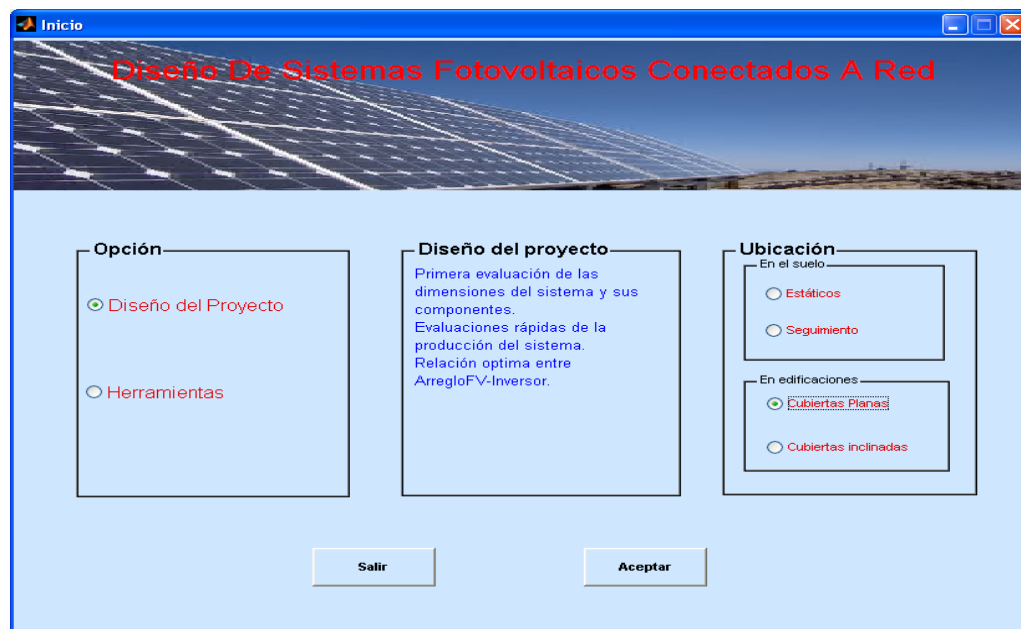 Inicio
Diseño De Sistemas Fotovoltaicos Conectados A Red
Opción
Diseño del Proyecto
Herramientas
Diseño del proyecto
Primera evaluación de las
dimensiones del sistema y sus
componentes.
Evaluaciones rápidas de la
producción del sistema.
Relación optima entre
ArregloFV-Inversor.
Ubicación
En el suelo
Estáticos
Seguimiento
En edificaciones
Cubiertas Planas
Cubiertas inclinadas
Salir
Aceptar